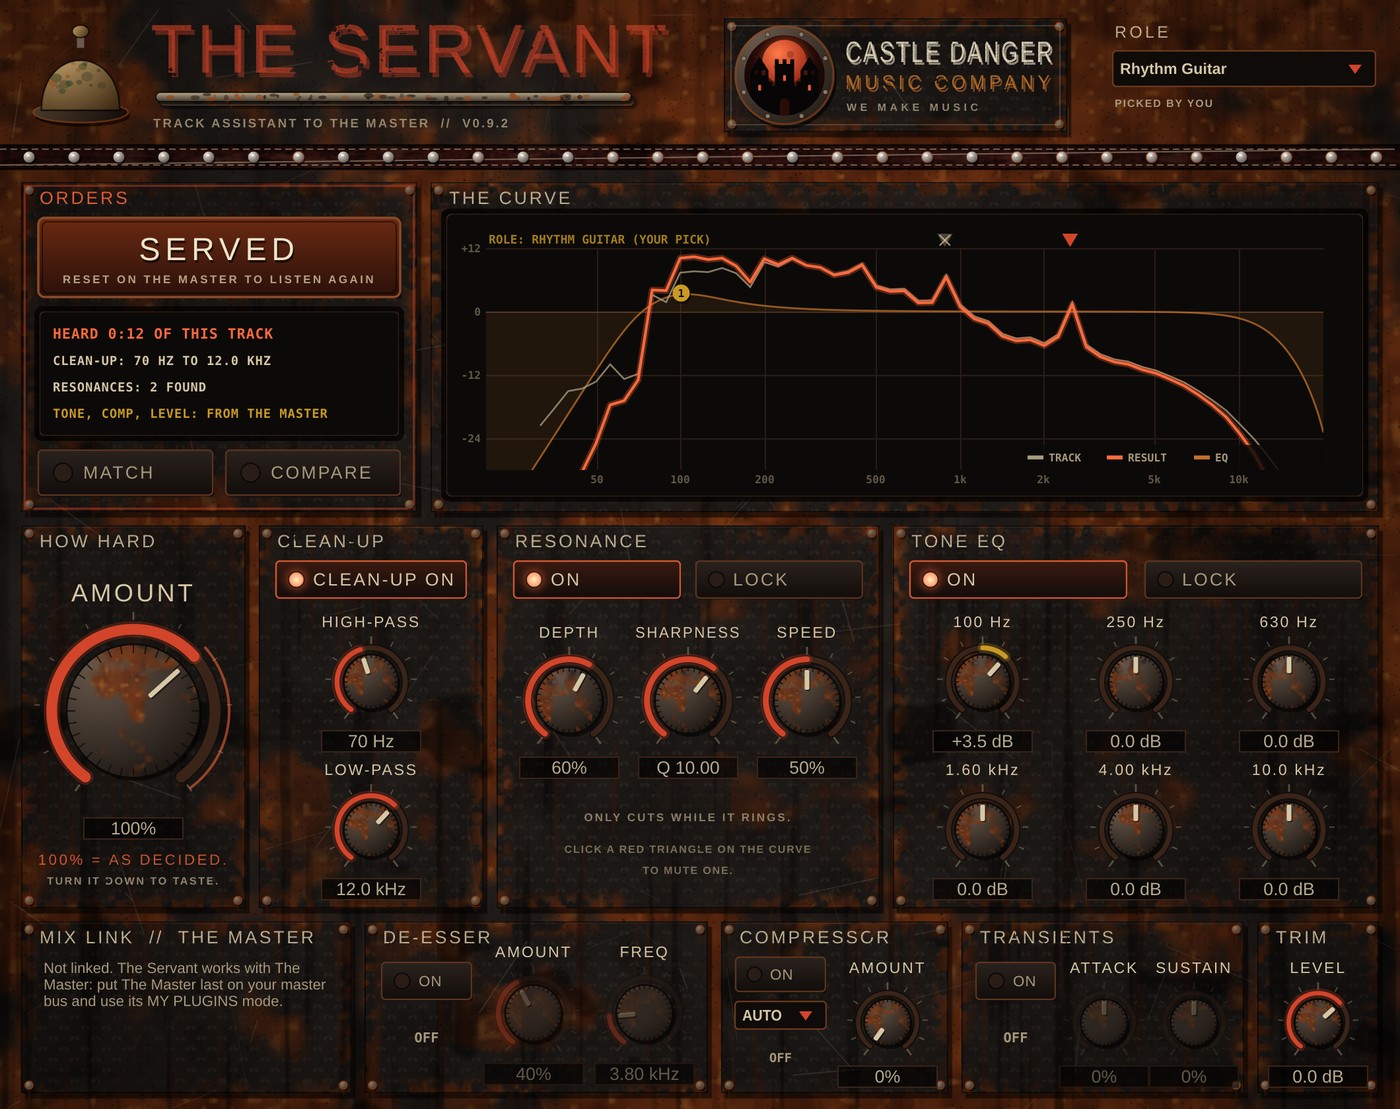 THE SERVANT
TRACK ASSISTANT TO THE MASTER // V0.9.2
CASTLE DANGER
MUSIC COMPANY
WE MAKE MUSIC
ROLE
Rhythm Guitar
PICKED BY YOU
ORDERS
SERVED
RESET ON THE MASTER TO LISTEN AGAIN
HEARD 0:12 OF THIS TRACK
CLEAN-UP: 70 HZ TO 12.0 KHZ
RESONANCES: 2 FOUND
TONE, COMP, LEVEL: FROM THE MASTER
MATCH
COMPARE
THE CURVE
ROLE: RHYTHM GUITAR (YOUR PICK)
+12
0
-12
-24
1
TRACK RESULT EQ
50 100 200 500 1k 2k 5k 10k
HOW HARD
AMOUNT
100%
100% = AS DECIDED.
TURN IT DOWN TO TASTE.
CLEAN-UP
CLEAN-UP ON
HIGH-PASS
70 Hz
LOW-PASS
12.0 kHz
RESONANCE
ON
LOCK
DEPTH SHARPNESS SPEED
60% Q 10.00 50%
ONLY CUTS WHILE IT RINGS.
CLICK A RED TRIANGLE ON THE CURVE
TO MUTE ONE.
TONE EQ
ON
LOCK
100 Hz 250 Hz 630 Hz
+3.5 dB 0.0 dB 0.0 dB
1.60 kHz 4.00 kHz 10.0 kHz
0.0 dB 0.0 dB 0.0 dB
MIX LINK // THE MASTER
Not linked. The Servant works with The
Master: put The Master last on your master
bus and use its MY PLUGINS mode.
DE-ESSER
ON
OFF
AMOUNT FREQ
40% 3.80 kHz
COMPRESSOR
ON
AUTO
OFF
AMOUNT
0%
TRANSIENTS
ON
OFF
ATTACK SUSTAIN
0% 0%
TRIM
LEVEL
0.0 dB